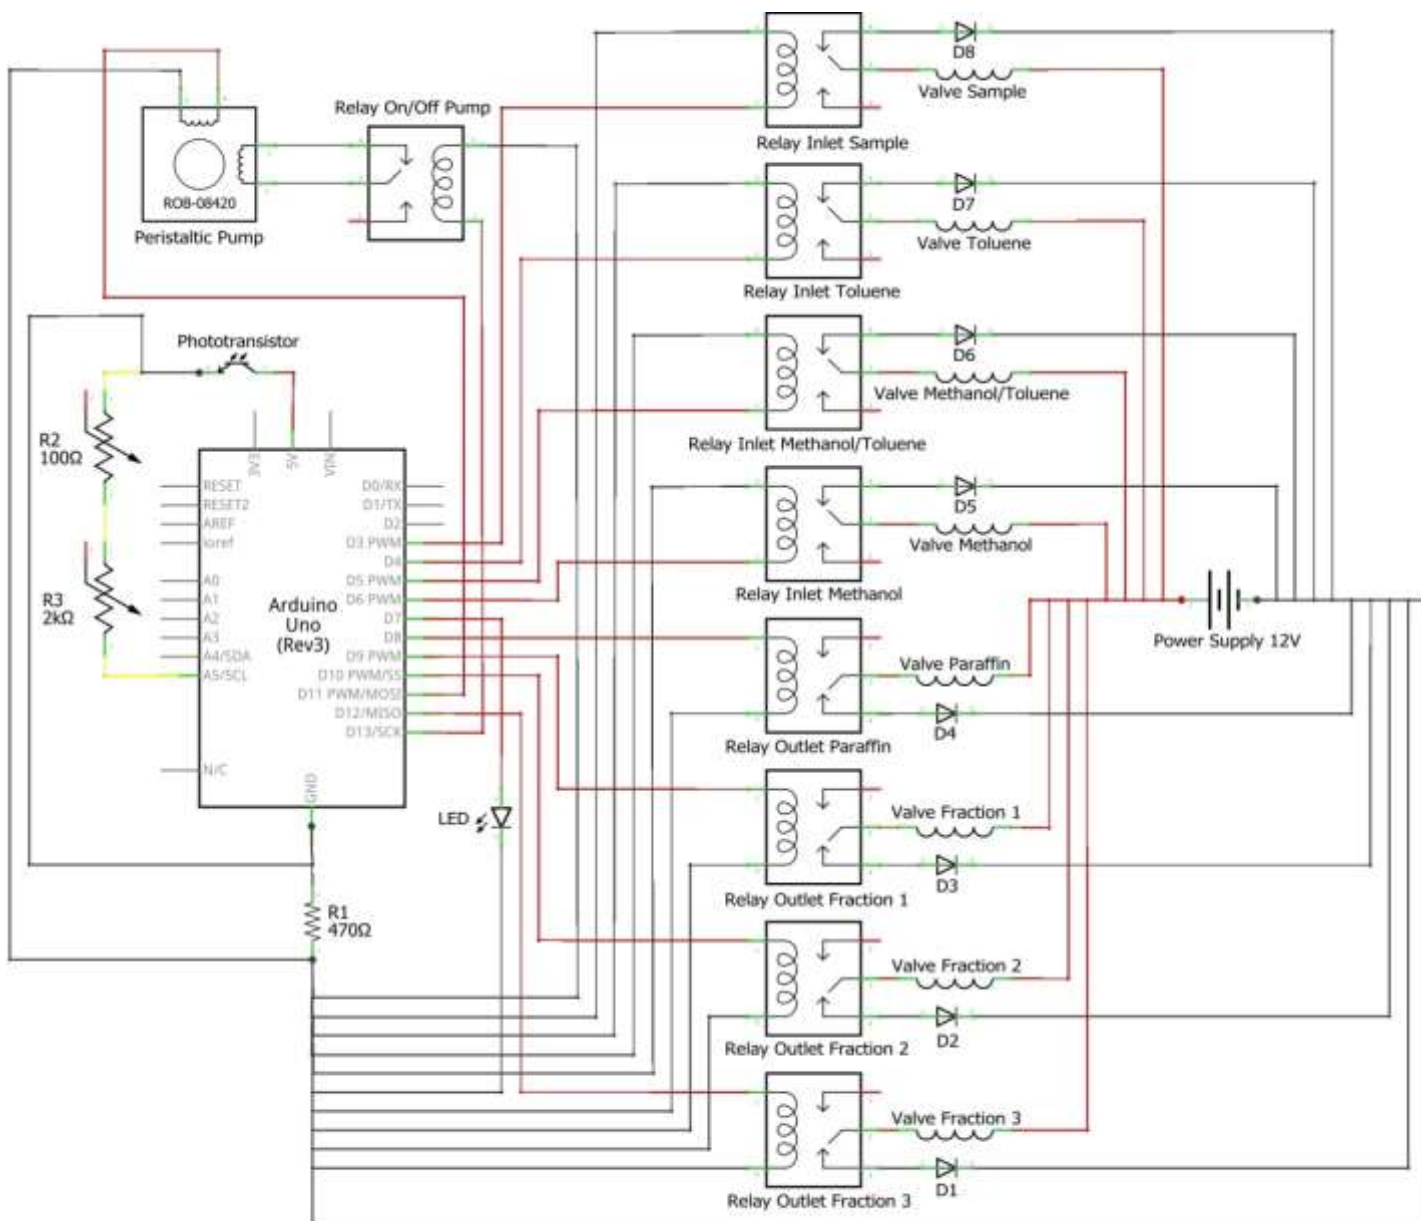 D8
Valve Sample
Relay Inlet Sample
Relay On/Off Pump
ROB-08420
Peristaltic Pump
D7
Valve Toluene
Relay Inlet Toluene
Phototransistor
D6
Valve Methanol/Toluene
Relay Inlet Methanol/Toluene
R2
100Ω
3V3
5V
VIN
RESET
RESET2
AREF
ioref
A0
A1
A2
A3
A4/SDA
A5/SCL
N/C
D0/RX
D1/TX
D2
D3 PWM
D4
D5 PWM
D6 PWM
D7
D8
D9 PWM
D10 PWM/SS
D11 PWM/MOSI
D12/MISO
D13/SCK
GND
Arduino
Uno
(Rev3)
R3
2kΩ
D5
Valve Methanol
Relay Inlet Methanol
Power Supply 12V
Valve Paraffin
D4
Relay Outlet Paraffin
LED
Valve Fraction 1
D3
Relay Outlet Fraction 1
R1
470Ω
Valve Fraction 2
D2
Relay Outlet Fraction 2
Valve Fraction 3
D1
Relay Outlet Fraction 3